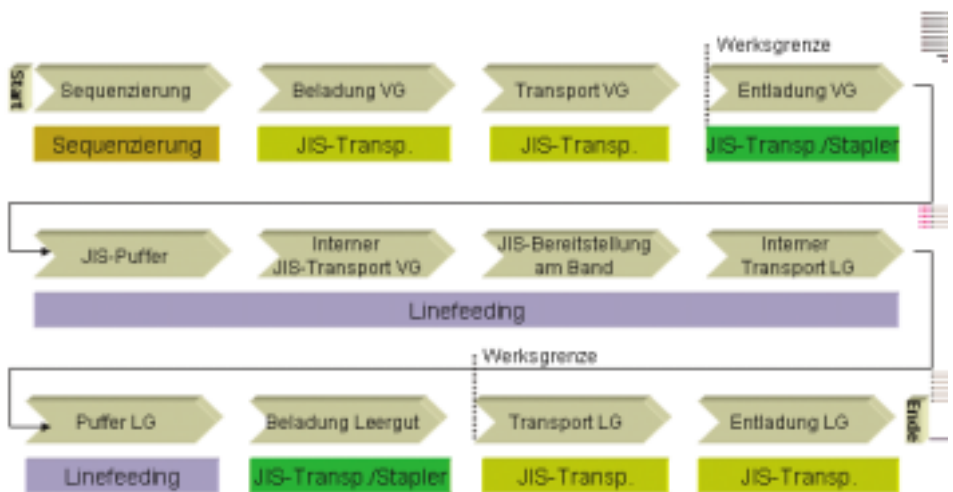 Werksgrenze
Start
Sequenzierung
Beladung VG
Transport VG
Entladung VG
Sequenzierung
JIS-Transp.
JIS-Transp.
JIS-Transp./Stapler
JIS-Puffer
Interner
JIS-Transport VG
JIS-Bereitstellung
am Band
Interner
Transport LG
Linefeeding
Werksgrenze
Puffer LG
Beladung Leergut
Transport LG
Entladung LG
Ende
Linefeeding
JIS-Transp./Stapler
JIS-Transp.
JIS-Transp.